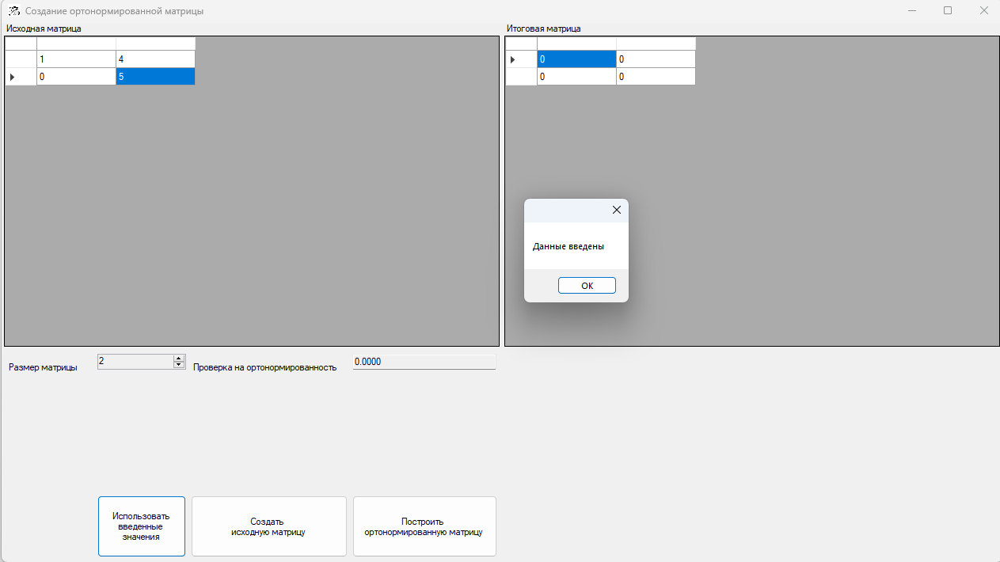 Создание ортонормированной матрицы
Исходная матрица
Итоговая матрица
1 4
0 5
0 0
0 0
Данные введены
ОК
Размер матрицы
2
Проверка на ортонормированность
0.0000
Использовать
введенные
значения
Создать
исходную матрицу
Построить
ортонормированную матрицу